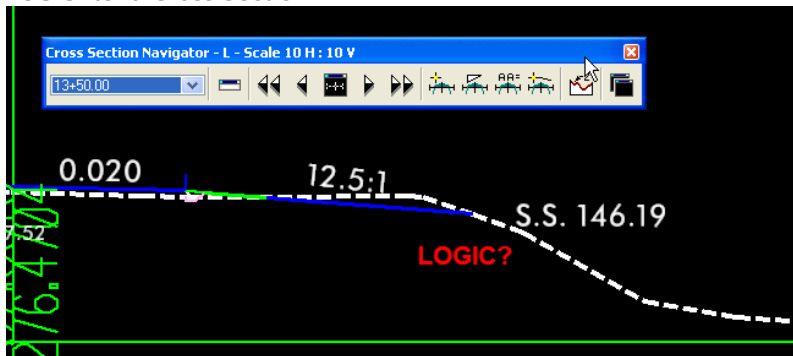 Cross Section Navigator - L - Scale 10 H : 10 V
13+50.00
AA=
0.020
12.5:1
S.S. 146.19
7.52
LOGIC?